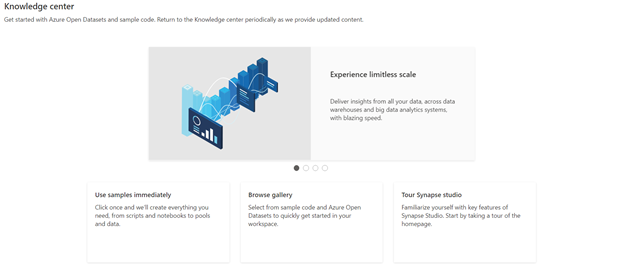 Knowledge center
Get started with Azure Open Datasets and sample code. Return to the Knowledge center periodically as we provide updated content.
Experience limitless scale
Deliver insights from all your data, across data
warehouses and big data analytics systems,
with blazing speed.
Use samples immediately
Click once and we'll create everything you
need, from scripts and notebooks to pools
and data.
Browse gallery
Select from sample code and Azure Open
Datasets to quickly get started in your
workspace.
Tour Synapse studio
Familiarize yourself with key features of
Synapse Studio. Start by taking a tour of the
homepage.